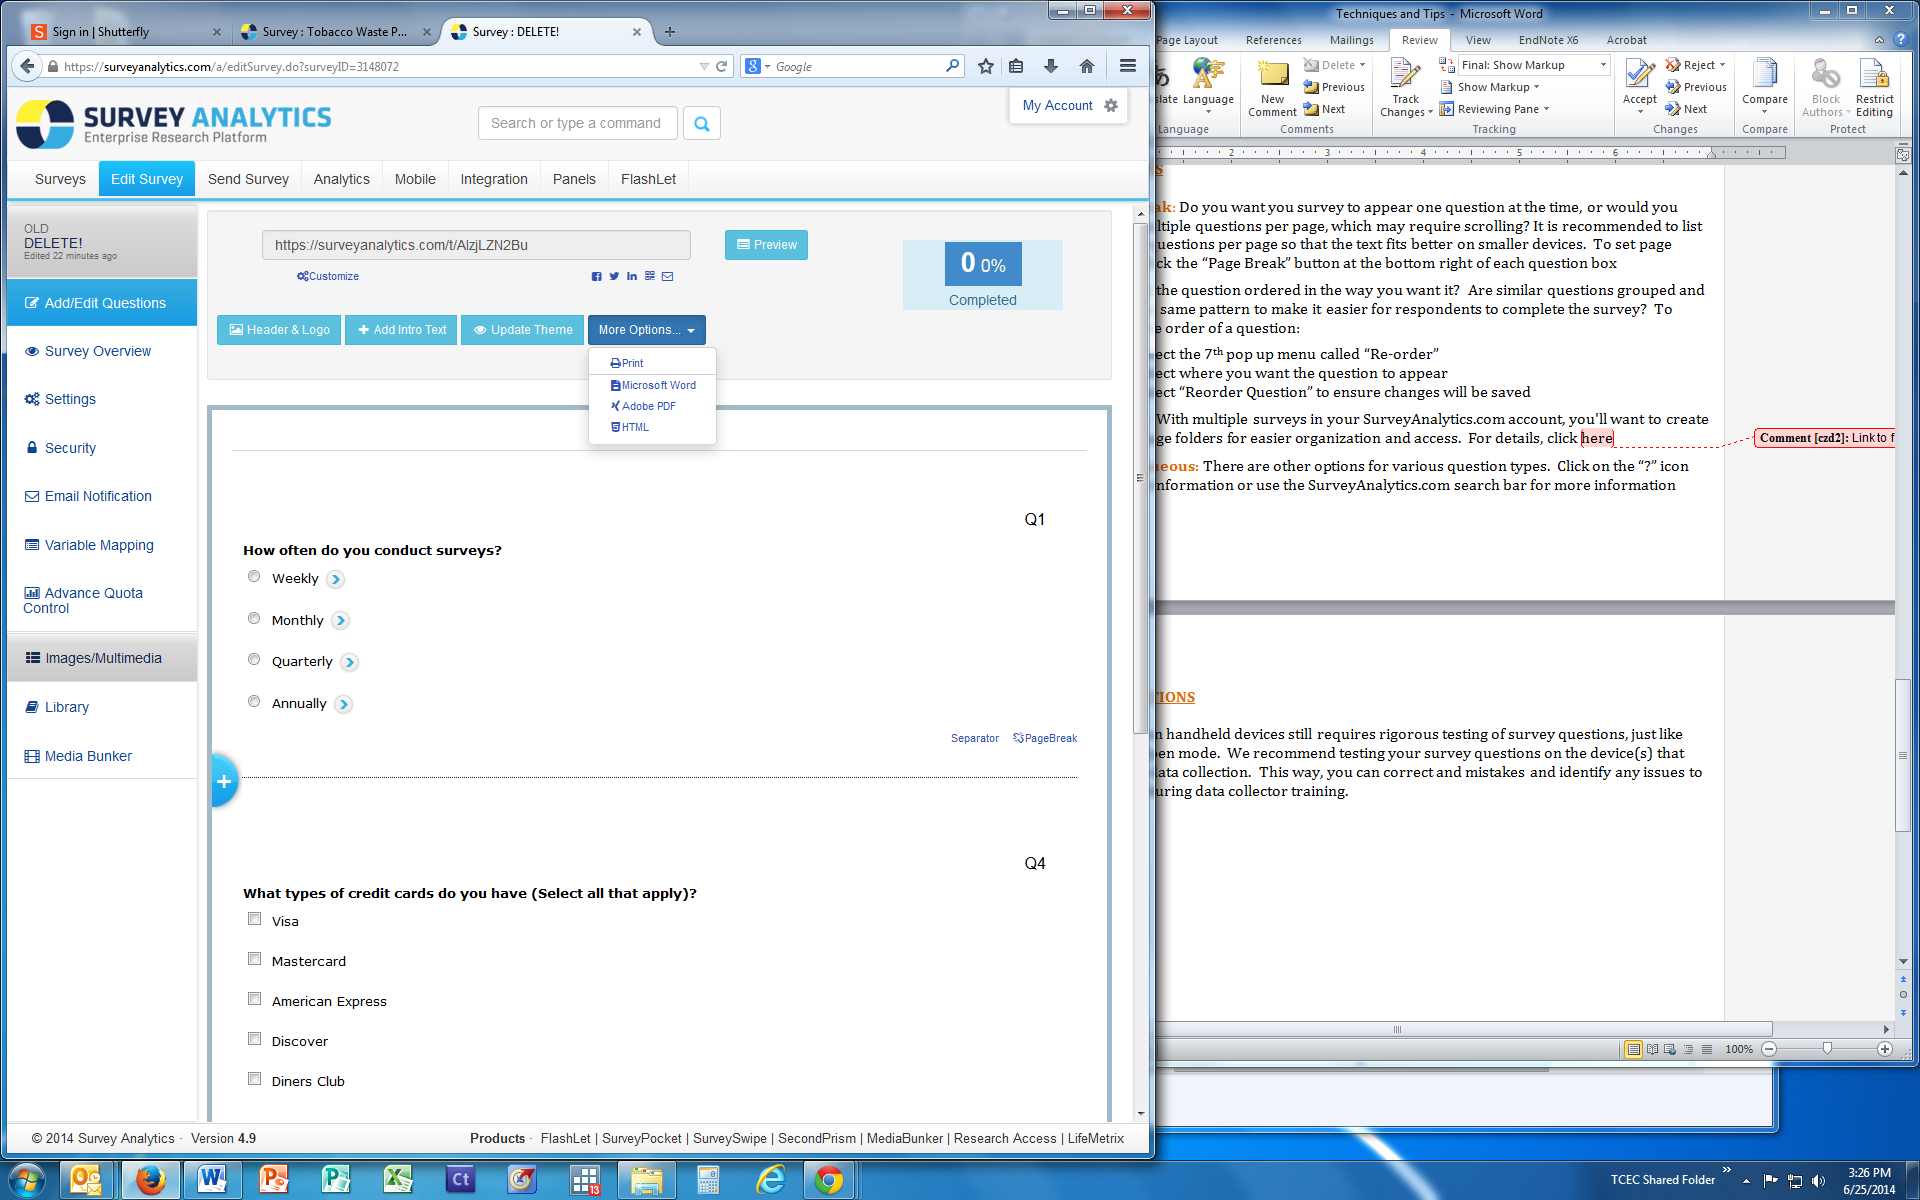 Sign in | Shutterfly
Survey : Tobacco Waste P...
Survey : DELETE!
https://surveyanalytics.com/a/editSurvey.do?surveyID=3148072
Google
SURVEY ANALYTICS
Enterprise Research Platform
Search or type a command
My Account
Surveys
Edit Survey
Send Survey
Analytics
Mobile
Integration
Panels
FlashLet
OLD
DELETE!
Edited 22 minutes ago
Add/Edit Questions
Survey Overview
Settings
Security
Email Notification
Variable Mapping
Advance Quota
Control
Images/Multimedia
Library
Media Bunker
https://surveyanalytics.com/t/AlzjLZN2Bu
Preview
Customize
0 0%
Completed
Header & Logo
Add Intro Text
Update Theme
More Options...
Print
Microsoft Word
Adobe PDF
HTML
Q1
How often do you conduct surveys?
Weekly
Monthly
Quarterly
Annually
Separator
PageBreak
Q4
What types of credit cards do you have (Select all that apply)?
Visa
Mastercard
American Express
Discover
Diners Club
© 2014 Survey Analytics · Version 4.9
Products · FlashLet | SurveyPocket | SurveySwipe | SecondPrism | MediaBunker | Research Access | LifeMetrix
Techniques and Tips - Microsoft Word
Page Layout
References
Mailings
Review
View
EndNote X6
Acrobat
slate
Language
Language
New
Comment
Delete
Previous
Next
Comments
Track
Changes
Final: Show Markup
Show Markup
Reviewing Pane
Tracking
Accept
Reject
Previous
Next
Changes
Compare
Compare
Block
Authors
Restrict
Editing
Protect
2 3 4 5 6
S
ak: Do you want you survey to appear one question at the time, or would you
ltiple questions per page, which may require scrolling? It is recommended to list
uestions per page so that the text fits better on smaller devices. To set page
ck the “Page Break” button at the bottom right of each question box
the question ordered in the way you want it? Are similar questions grouped and
same pattern to make it easier for respondents to complete the survey? To
e order of a question:
ect the 7th pop up menu called “Re-order”
ect where you want the question to appear
ect “Reorder Question” to ensure changes will be saved
With multiple surveys in your SurveyAnalytics.com account, you'll want to create
ge folders for easier organization and access. For details, click here
Comment [czd2]: Link to f
neous: There are other options for various question types. Click on the “?” icon
nformation or use the SurveyAnalytics.com search bar for more information
TIONS
n handheld devices still requires rigorous testing of survey questions, just like
pen mode. We recommend testing your survey questions on the device(s) that
data collection. This way, you can correct and mistakes and identify any issues to
uring data collector training.
100%
Ct
13
TCEC Shared Folder
3:26 PM
6/25/2014